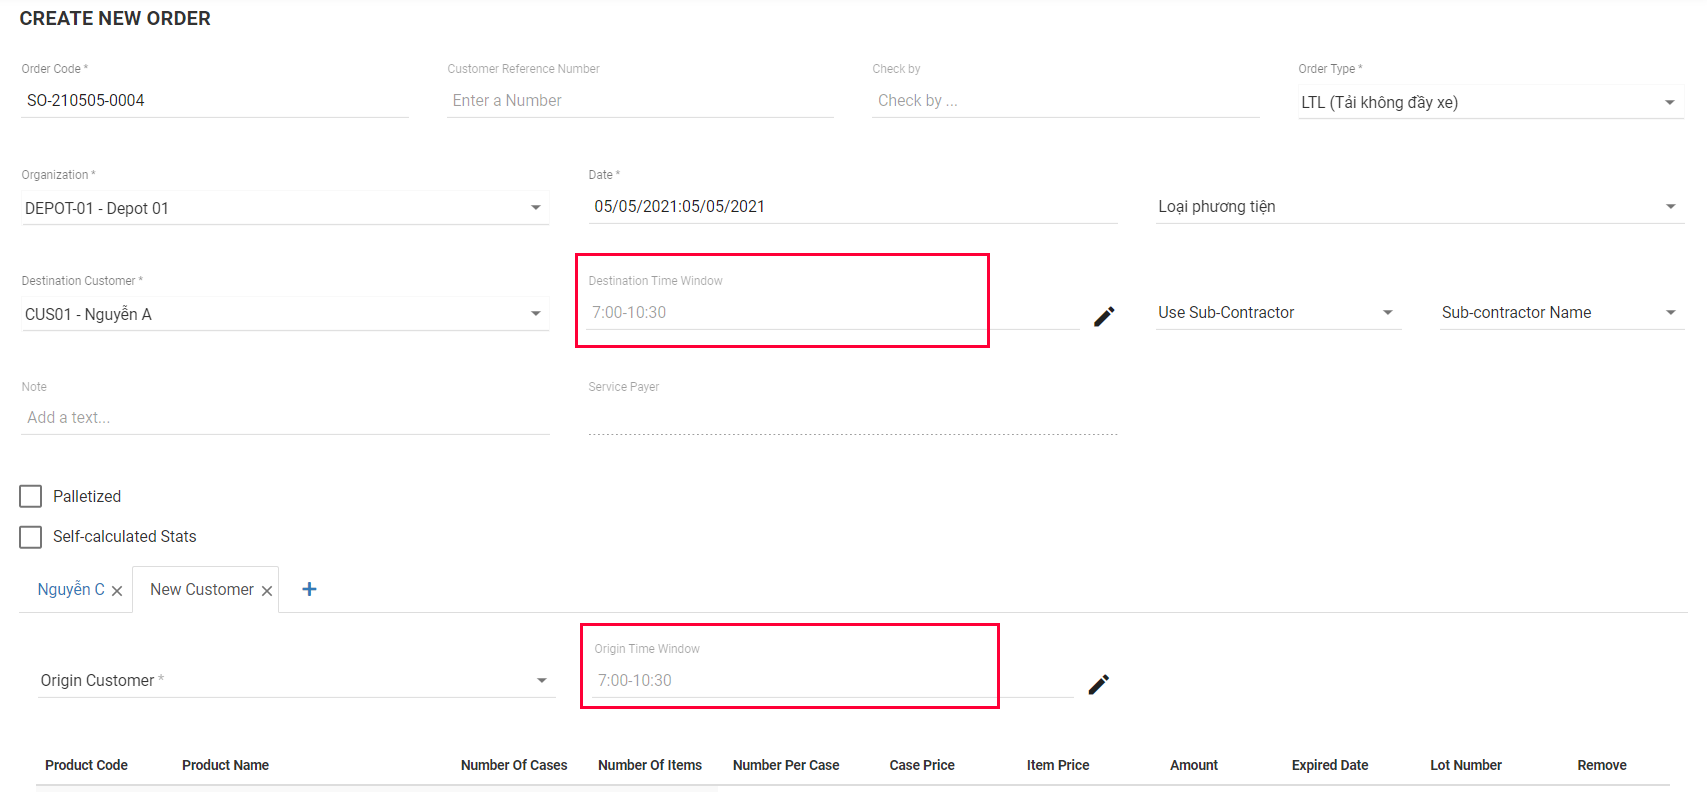 CREATE NEW ORDER
Order Code * Customer Reference Number Check by Order Type *
SO-210505-0004 Enter a Number Check by ... LTL (Tải không đầy xe)
Organization * Date *
DEPOT-01 - Depot 01 05/05/2021:05/05/2021 Loại phương tiện
Destination Customer * Destination Time Window
CUS01 - Nguyễn A 7:00-10:30 Use Sub-Contractor Sub-contractor Name
Note Service Payer
Add a text...
Palletized
Self-calculated Stats
Nguyễn C × New Customer × +
Origin Time Window
Origin Customer * 7:00-10:30
Product Code Product Name Number Of Cases Number Of Items Number Per Case Case Price Item Price Amount Expired Date Lot Number Remove